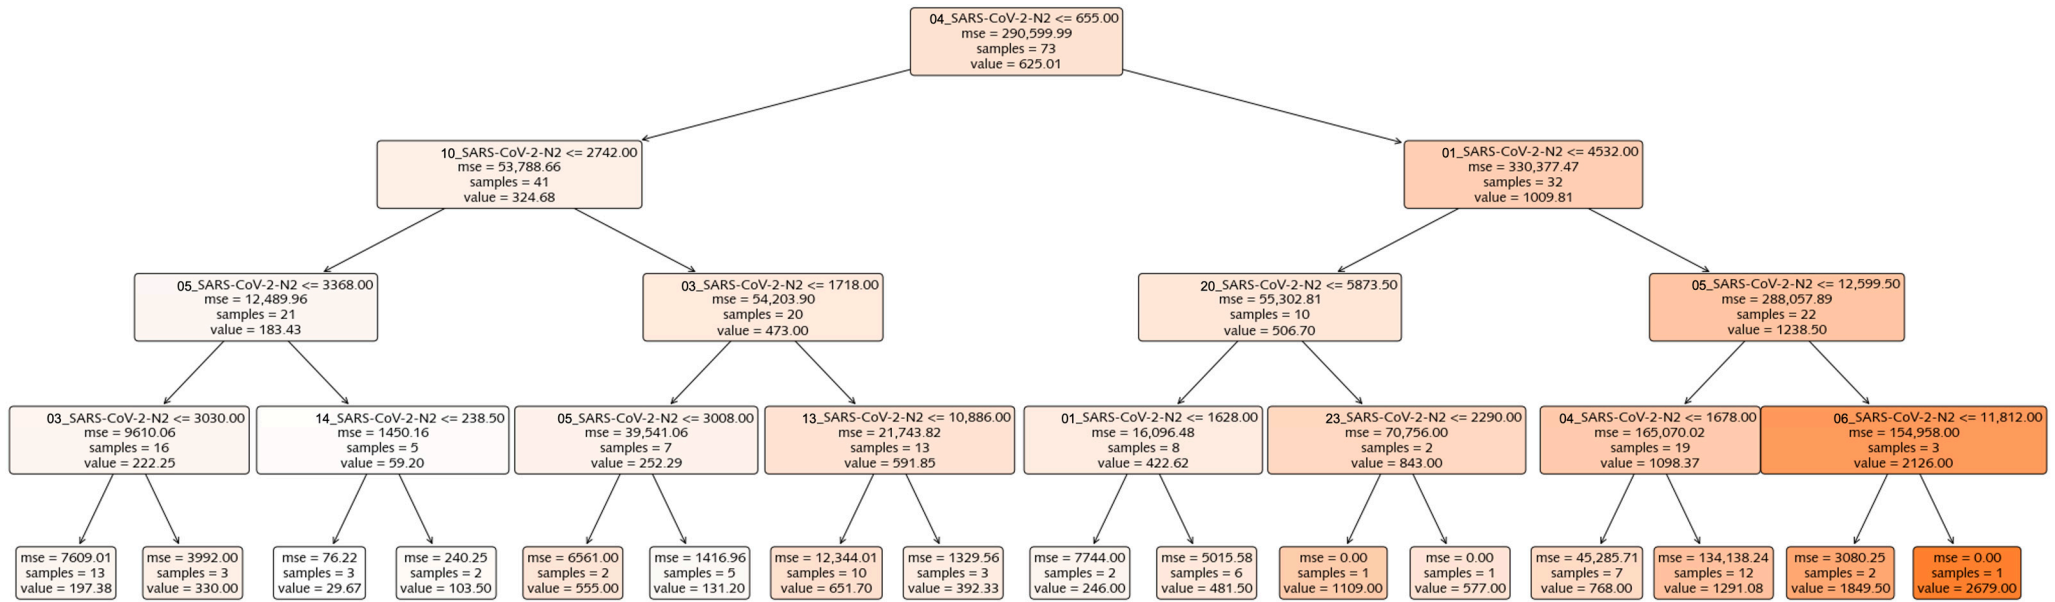 04_SARS-CoV-2-N2 <= 655.00
mse = 290,599.99
samples = 73
value = 625.01
10_SARS-CoV-2-N2 <= 2742.00
mse = 53,788.66
samples = 41
value = 324.68
01_SARS-CoV-2-N2 <= 4532.00
mse = 330,377.47
samples = 32
value = 1009.81
05_SARS-CoV-2-N2 <= 3368.00
mse = 12,489.96
samples = 21
value = 183.43
03_SARS-CoV-2-N2 <= 1718.00
mse = 54,203.90
samples = 20
value = 473.00
20_SARS-CoV-2-N2 <= 5873.50
mse = 55,302.81
samples = 10
value = 506.70
05_SARS-CoV-2-N2 <= 12,599.50
mse = 288,057.89
samples = 22
value = 1238.50
03_SARS-CoV-2-N2 <= 3030.00
mse = 9610.06
samples = 16
value = 222.25
14_SARS-CoV-2-N2 <= 238.50
mse = 1450.16
samples = 5
value = 59.20
05_SARS-CoV-2-N2 <= 3008.00
mse = 39,541.06
samples = 7
value = 252.29
13_SARS-CoV-2-N2 <= 10,886.00
mse = 21,743.82
samples = 13
value = 591.85
01_SARS-CoV-2-N2 <= 1628.00
mse = 16,096.48
samples = 8
value = 422.62
23_SARS-CoV-2-N2 <= 2290.00
mse = 70,756.00
samples = 2
value = 843.00
04_SARS-CoV-2-N2 <= 1678.00
mse = 165,070.02
samples = 19
value = 1098.37
06_SARS-CoV-2-N2 <= 11,812.00
mse = 154,958.00
samples = 3
value = 2126.00
mse = 7609.01
samples = 13
value = 197.38
mse = 3992.00
samples = 3
value = 330.00
mse = 76.22
samples = 3
value = 29.67
mse = 240.25
samples = 2
value = 103.50
mse = 6561.00
samples = 2
value = 555.00
mse = 1416.96
samples = 5
value = 131.20
mse = 12,344.01
samples = 10
value = 651.70
mse = 1329.56
samples = 3
value = 392.33
mse = 7744.00
samples = 2
value = 246.00
mse = 5015.58
samples = 6
value = 481.50
mse = 0.00
samples = 1
value = 1109.00
mse = 0.00
samples = 1
value = 577.00
mse = 45,285.71
samples = 7
value = 768.00
mse = 134,138.24
samples = 12
value = 1291.08
mse = 3080.25
samples = 2
value = 1849.50
mse = 0.00
samples = 1
value = 2679.00